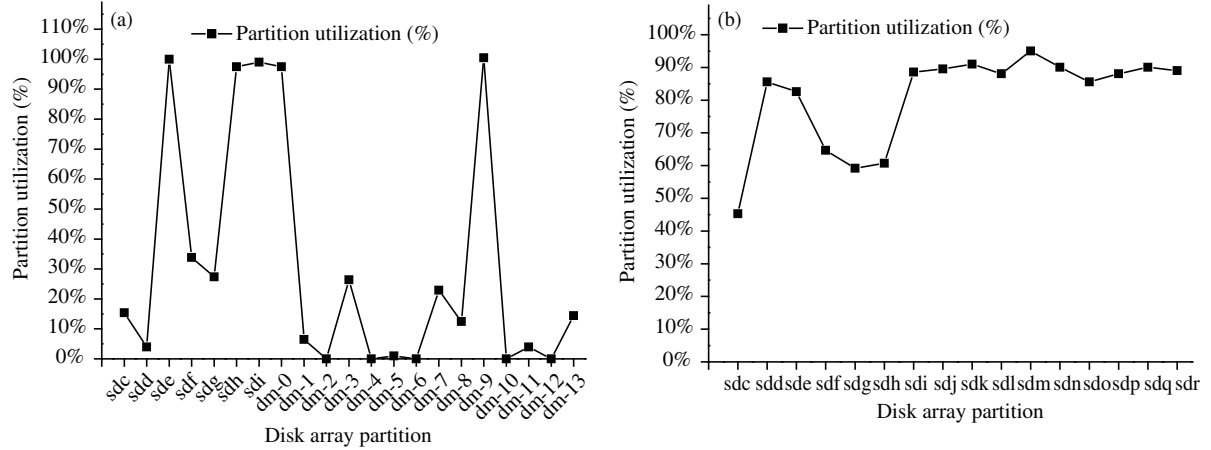 (a)
Partition utilization (%)
110%
100%
90%
80%
70%
60%
50%
40%
30%
20%
10%
0%
Partition utilization (%)
sdc
sdd
sde
sdf
sdg
sdh
sdi
dm-0
dm-1
dm-2
dm-3
dm-4
dm-5
dm-6
dm-7
dm-8
dm-9
dm-10
dm-11
dm-12
dm-13
Disk array partition
(b)
Partition utilization (%)
100%
90%
80%
70%
60%
50%
40%
30%
20%
10%
0%
Partition utilization (%)
sdc sdd sde sdf sdg sdh sdi sdj sdk sdl sdm sdn sdo sdp sdq sdr
Disk array partition